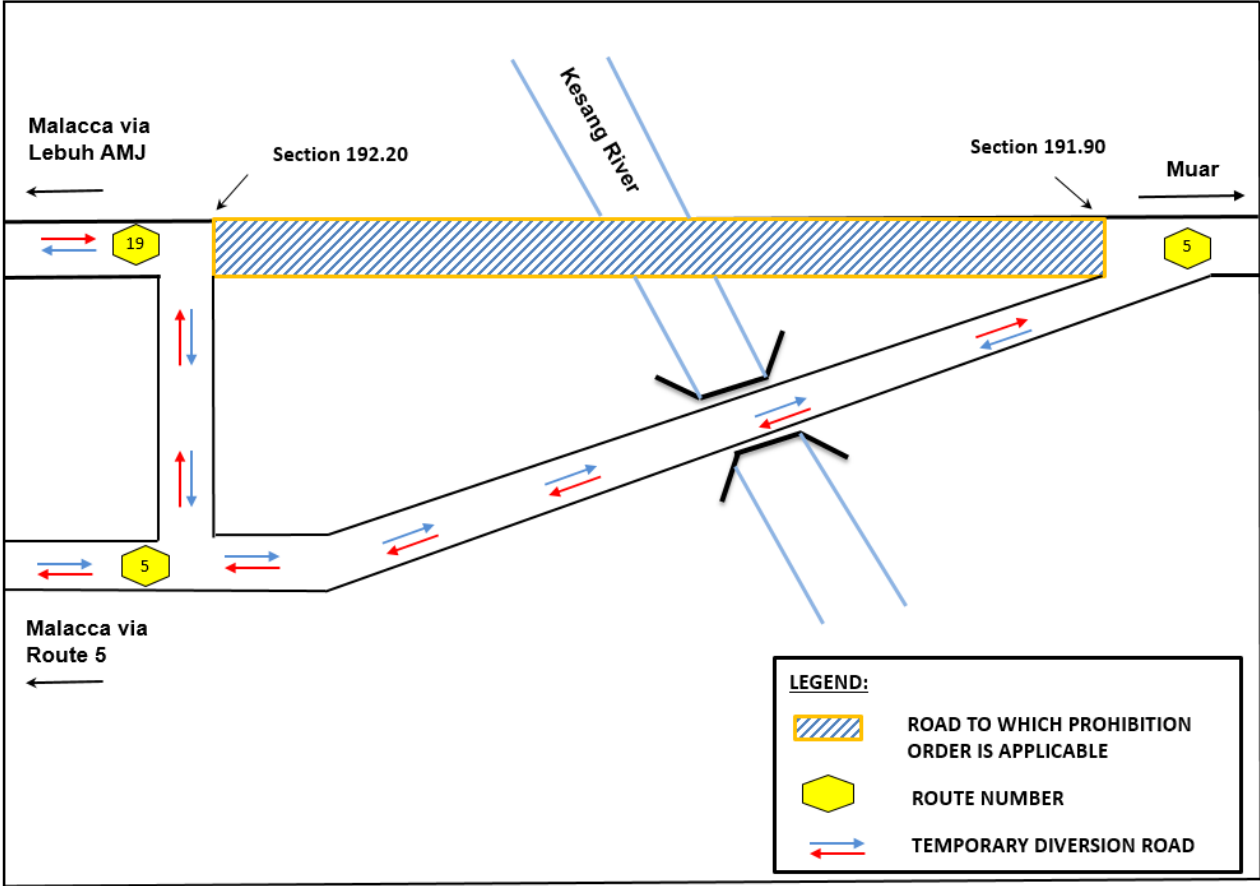 Malacca via
Lebuh AMJ
Section 192.20
Kesang River
Section 191.90
Muar
19
5
5
Malacca via
Route 5
LEGEND:
ROAD TO WHICH PROHIBITION
ORDER IS APPLICABLE
ROUTE NUMBER
TEMPORARY DIVERSION ROAD